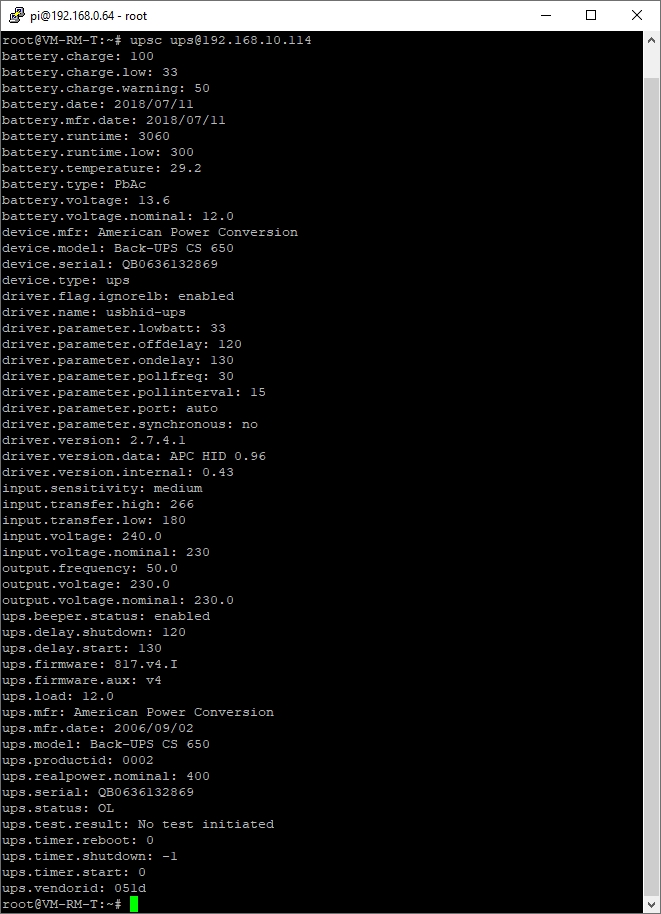 pi@192.168.0.64 - root
root@VM-RM-T:~# upsc ups@192.168.10.114
battery.charge: 100
battery.charge.low: 33
battery.charge.warning: 50
battery.date: 2018/07/11
battery.mfr.date: 2018/07/11
battery.runtime: 3060
battery.runtime.low: 300
battery.temperature: 29.2
battery.type: PbAc
battery.voltage: 13.6
battery.voltage.nominal: 12.0
device.mfr: American Power Conversion
device.model: Back-UPS CS 650
device.serial: QB0636132869
device.type: ups
driver.flag.ignorelb: enabled
driver.name: usbhid-ups
driver.parameter.lowbatt: 33
driver.parameter.offdelay: 120
driver.parameter.ondelay: 130
driver.parameter.pollfreq: 30
driver.parameter.pollinterval: 15
driver.parameter.port: auto
driver.parameter.synchronous: no
driver.version: 2.7.4.1
driver.version.data: APC HID 0.96
driver.version.internal: 0.43
input.sensitivity: medium
input.transfer.high: 266
input.transfer.low: 180
input.voltage: 240.0
input.voltage.nominal: 230
output.frequency: 50.0
output.voltage: 230.0
output.voltage.nominal: 230.0
ups.beeper.status: enabled
ups.delay.shutdown: 120
ups.delay.start: 130
ups.firmware: 817.v4.I
ups.firmware.aux: v4
ups.load: 12.0
ups.mfr: American Power Conversion
ups.mfr.date: 2006/09/02
ups.model: Back-UPS CS 650
ups.productid: 0002
ups.realpower.nominal: 400
ups.serial: QB0636132869
ups.status: OL
ups.test.result: No test initiated
ups.timer.reboot: 0
ups.timer.shutdown: -1
ups.timer.start: 0
ups.vendorid: 051d
root@VM-RM-T:~#